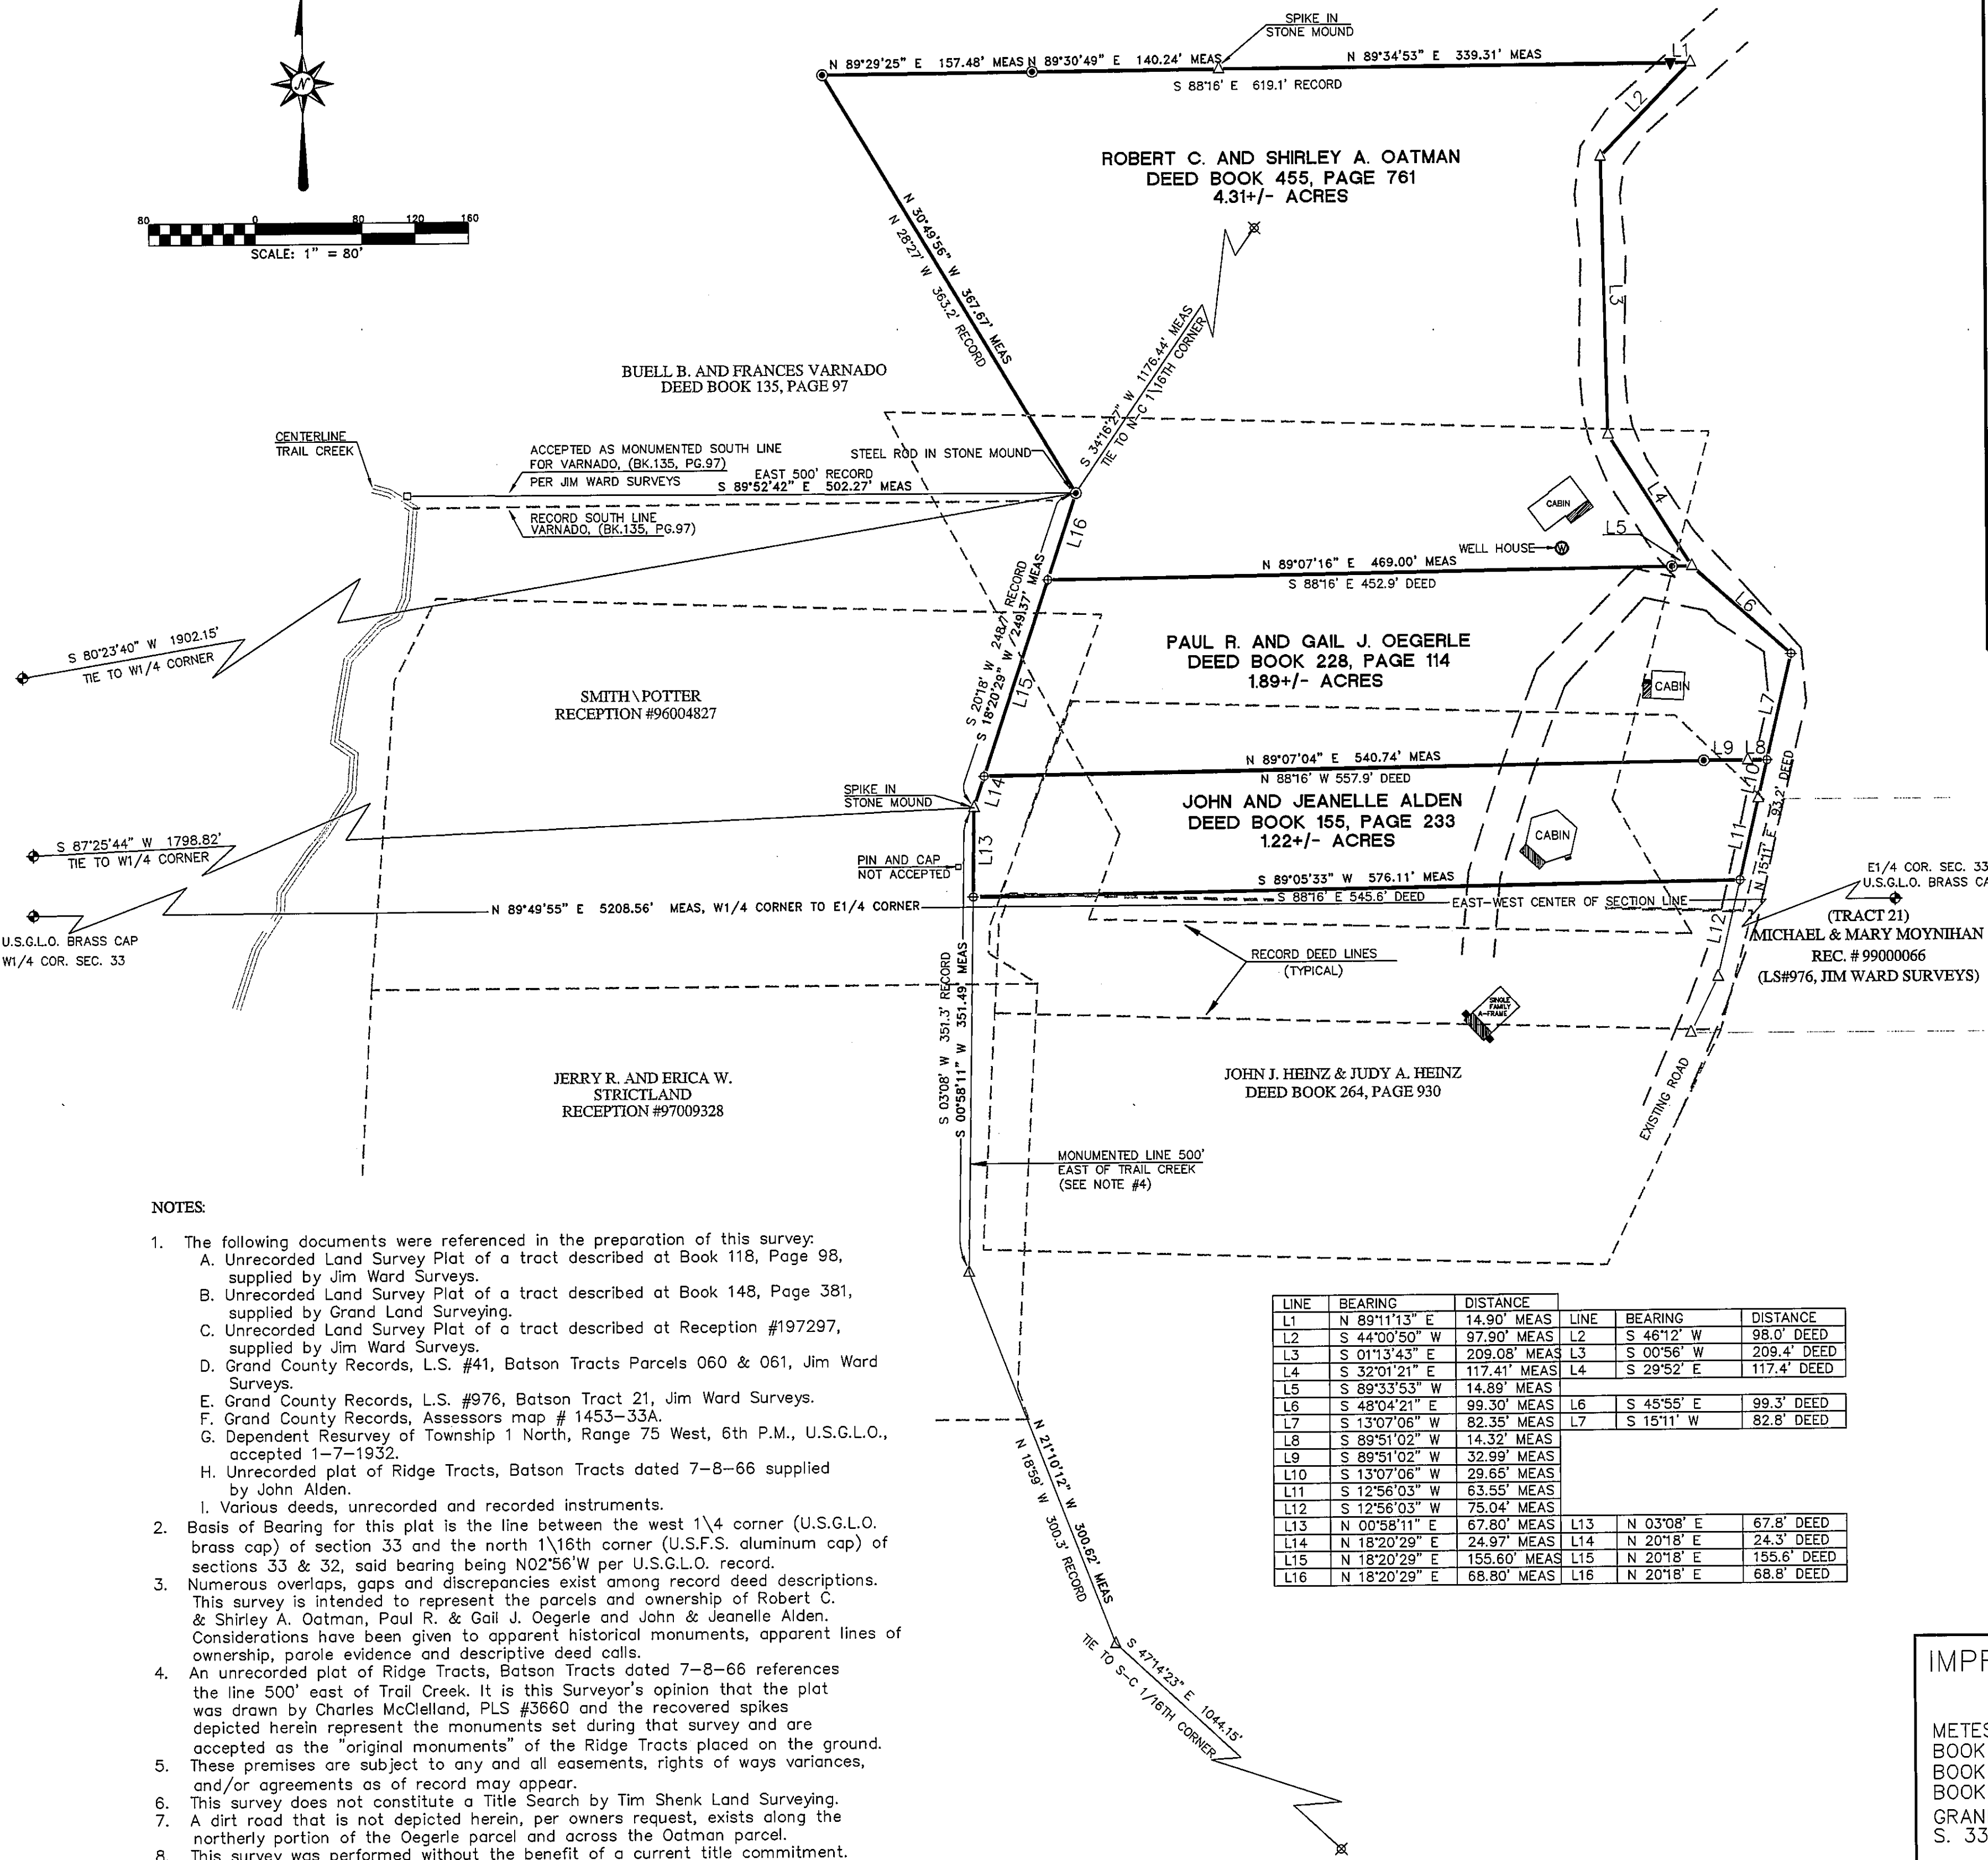 N
80 0 80 120 160
SCALE: 1" = 80'
SPIKE IN
STONE MOUND
N 89°29'25" E 157.48' MEAS
N 89°30'49" E 140.24' MEAS
N 89°34'53" E 339.31' MEAS
S 88°16' E 619.1' RECORD
L1
L2
L3
L4
L5
ROBERT C. AND SHIRLEY A. OATMAN
DEED BOOK 455, PAGE 761
4.31+/- ACRES
N 30°49'56" W 367.67' MEAS
N 28°27' W 363.2' RECORD
S 34°16'27" W 1176.44' MEAS
TIE TO N-C 1\16TH CORNER
BUELL B. AND FRANCES VARNADO
DEED BOOK 135, PAGE 97
CENTERLINE
TRAIL CREEK
ACCEPTED AS MONUMENTED SOUTH LINE
FOR VARNADO, (BK.135, PG.97)
PER JIM WARD SURVEYS
STEEL ROD IN STONE MOUND
EAST 500' RECORD
S 89°52'42" E 502.27' MEAS
RECORD SOUTH LINE
VARNADO, (BK.135, PG.97)
CABIN
WELL HOUSE
W
L16
N 89°07'16" E 469.00' MEAS
S 88°16' E 452.9' DEED
S 20°18' W 248.7' RECORD
S 18°20'29" W 249.37' MEAS
L6
S 80°23'40" W 1902.15'
TIE TO W1/4 CORNER
PAUL R. AND GAIL J. OEGERLE
DEED BOOK 228, PAGE 114
1.89+/- ACRES
CABIN
L15
L7
SMITH\POTTER
RECEPTION #96004827
L9 L8
N 89°07'04" E 540.74' MEAS
N 88°16' W 557.9' DEED
L10
L14
SPIKE IN
STONE MOUND
JOHN AND JEANELLE ALDEN
DEED BOOK 155, PAGE 233
1.22+/- ACRES
CABIN
L11
N 15°11' E 93.2' DEED
S 87°25'44" W 1798.82'
TIE TO W1/4 CORNER
L13
PIN AND CAP
NOT ACCEPTED
S 89°05'33" W 576.11' MEAS
S 88°16' E 545.6' DEED
N 89°49'55" E 5208.56' MEAS, W1/4 CORNER TO E1/4 CORNER
EAST-WEST CENTER OF SECTION LINE
E1/4 COR. SEC. 33
U.S.G.L.O. BRASS CA
(TRACT 21)
MICHAEL & MARY MOYNIHAN
REC. # 99000066
(LS#976, JIM WARD SURVEYS)
U.S.G.L.O. BRASS CAP
W1/4 COR. SEC. 33
L12
RECORD DEED LINES
(TYPICAL)
SINGLE
FAMILY
A-FRAME
S 03°08' W 351.3' RECORD
S 00°58'11" W 351.49' MEAS
JERRY R. AND ERICA W.
STRICTLAND
RECEPTION #97009328
JOHN J. HEINZ & JUDY A. HEINZ
DEED BOOK 264, PAGE 930
EXISTING ROAD
MONUMENTED LINE 500'
EAST OF TRAIL CREEK
(SEE NOTE #4)
N 21°10'12" W 300.62' MEAS
N 18°59' W 300.3' RECORD
S 47°14'23" E 1044.15'
TIE TO S-C 1/16TH CORNER
NOTES:
1. The following documents were referenced in the preparation of this survey:
A. Unrecorded Land Survey Plat of a tract described at Book 118, Page 98,
supplied by Jim Ward Surveys.
B. Unrecorded Land Survey Plat of a tract described at Book 148, Page 381,
supplied by Grand Land Surveying.
C. Unrecorded Land Survey Plat of a tract described at Reception #197297,
supplied by Jim Ward Surveys.
D. Grand County Records, L.S. #41, Batson Tracts Parcels 060 & 061, Jim Ward
Surveys.
E. Grand County Records, L.S. #976, Batson Tract 21, Jim Ward Surveys.
F. Grand County Records, Assessors map # 1453-33A.
G. Dependent Resurvey of Township 1 North, Range 75 West, 6th P.M., U.S.G.L.O.,
accepted 1-7-1932.
H. Unrecorded plat of Ridge Tracts, Batson Tracts dated 7-8-66 supplied
by John Alden.
I. Various deeds, unrecorded and recorded instruments.
2. Basis of Bearing for this plat is the line between the west 1\4 corner (U.S.G.L.O.
brass cap) of section 33 and the north 1\16th corner (U.S.F.S. aluminum cap) of
sections 33 & 32, said bearing being N02°56'W per U.S.G.L.O. record.
3. Numerous overlaps, gaps and discrepancies exist among record deed descriptions.
This survey is intended to represent the parcels and ownership of Robert C.
& Shirley A. Oatman, Paul R. & Gail J. Oegerle and John & Jeanelle Alden.
Considerations have been given to apparent historical monuments, apparent lines of
ownership, parole evidence and descriptive deed calls.
4. An unrecorded plat of Ridge Tracts, Batson Tracts dated 7-8-66 references
the line 500' east of Trail Creek. It is this Surveyor's opinion that the plat
was drawn by Charles McClelland, PLS #3660 and the recovered spikes
depicted herein represent the monuments set during that survey and are
accepted as the "original monuments" of the Ridge Tracts placed on the ground.
5. These premises are subject to any and all easements, rights of ways variances,
and/or agreements as of record may appear.
6. This survey does not constitute a Title Search by Tim Shenk Land Surveying.
7. A dirt road that is not depicted herein, per owners request, exists along the
northerly portion of the Oegerle parcel and across the Oatman parcel.
8. This survey was performed without the benefit of a current title commitment.
LINE BEARING DISTANCE
L1 N 89°11'13" E 14.90' MEAS LINE BEARING DISTANCE
L2 S 44°00'50" W 97.90' MEAS L2 S 46°12' W 98.0' DEED
L3 S 01°13'43" E 209.08' MEAS L3 S 00°56' W 209.4' DEED
L4 S 32°01'21" E 117.41' MEAS L4 S 29°52' E 117.4' DEED
L5 S 89°33'53" W 14.89' MEAS
L6 S 48°04'21" E 99.30' MEAS L6 S 45°55' E 99.3' DEED
L7 S 13°07'06" W 82.35' MEAS L7 S 15°11' W 82.8' DEED
L8 S 89°51'02" W 14.32' MEAS
L9 S 89°51'02" W 32.99' MEAS
L10 S 13°07'06" W 29.65' MEAS
L11 S 12°56'03" W 63.55' MEAS
L12 S 12°56'03" W 75.04' MEAS
L13 N 00°58'11" E 67.80' MEAS L13 N 03°08' E 67.8' DEED
L14 N 18°20'29" E 24.97' MEAS L14 N 20°18' E 24.3' DEED
L15 N 18°20'29" E 155.60' MEAS L15 N 20°18' E 155.6' DEED
L16 N 18°20'29" E 68.80' MEAS L16 N 20°18' E 68.8' DEED
IMPR
METES
BOOK
BOOK
BOOK
GRAN
S. 33